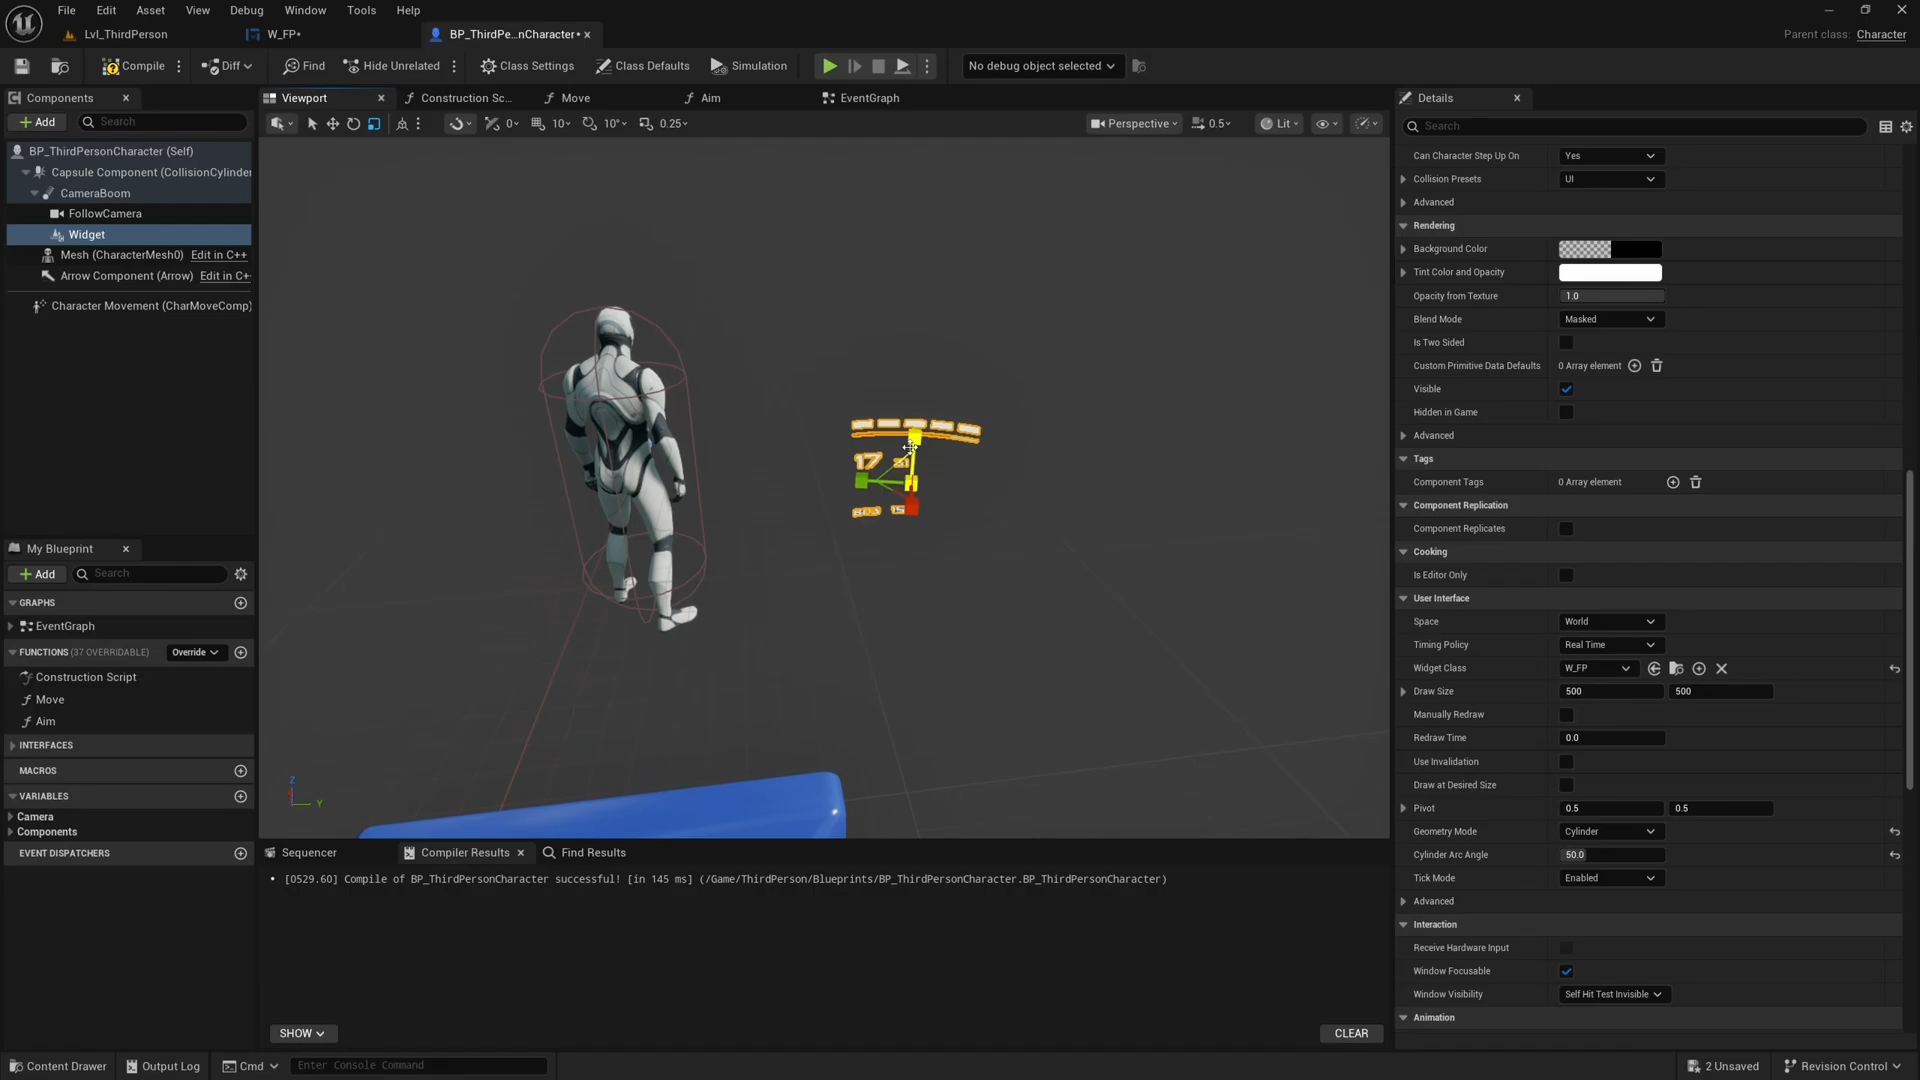 File Edit Asset View Debug Window Tools Help
Lvl_ThirdPerson W_FP• BP_ThirdPe…nCharacter•
Parent class: Character
Compile Diff Find Hide Unrelated Class Settings Class Defaults Simulation No debug object selected
Components
Add Search
BP_ThirdPersonCharacter (Self)
Capsule Component (CollisionCylinder
CameraBoom
FollowCamera
Widget
Mesh (CharacterMesh0) Edit in C++
Arrow Component (Arrow) Edit in C+
Character Movement (CharMoveComp)
My Blueprint
Add Search
GRAPHS
EventGraph
FUNCTIONS (37 OVERRIDABLE) Override
Construction Script
Move
Aim
INTERFACES
MACROS
VARIABLES
Camera
Components
EVENT DISPATCHERS
Viewport Construction Sc… Move Aim EventGraph
0° 10 10° 0.25 Perspective 0.5 Lit
17
Z
Y
Sequencer Compiler Results Find Results
• [0529.60] Compile of BP_ThirdPersonCharacter successful! [in 145 ms] (/Game/ThirdPerson/Blueprints/BP_ThirdPersonCharacter.BP_ThirdPersonCharacter)
SHOW CLEAR
Details
Search
Can Character Step Up On Yes
Collision Presets UI
Advanced
Rendering
Background Color
Tint Color and Opacity
Opacity from Texture 1.0
Blend Mode Masked
Is Two Sided
Custom Primitive Data Defaults 0 Array element
Visible
Hidden in Game
Advanced
Tags
Component Tags 0 Array element
Component Replication
Component Replicates
Cooking
Is Editor Only
User Interface
Space World
Timing Policy Real Time
Widget Class W_FP
Draw Size 500 500
Manually Redraw
Redraw Time 0.0
Use Invalidation
Draw at Desired Size
Pivot 0.5 0.5
Geometry Mode Cylinder
Cylinder Arc Angle 50.0
Tick Mode Enabled
Advanced
Interaction
Receive Hardware Input
Window Focusable
Window Visibility Self Hit Test Invisible
Animation
Content Drawer Output Log Cmd Enter Console Command 2 Unsaved Revision Control